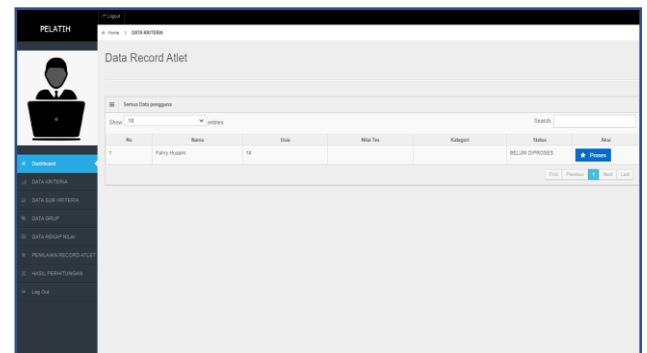 Logout
PELATIH
Home > DATA KRITERIA
Data Record Atlet
Semua Data pengguna
Show 10 entries
Search:
No Nama Usia Nilai Tes Kategori Status Aksi
1 Fahry Husaini 18 BELUM DIPROSES Proses
First Previous 1 Next Last
Dashboard
DATA KRITERIA
DATA SUB KRITERIA
DATA GRUP
DATA REKAP NILAI
PENILAIAN RECORD ATLET
HASIL PERHITUNGAN
Log Out